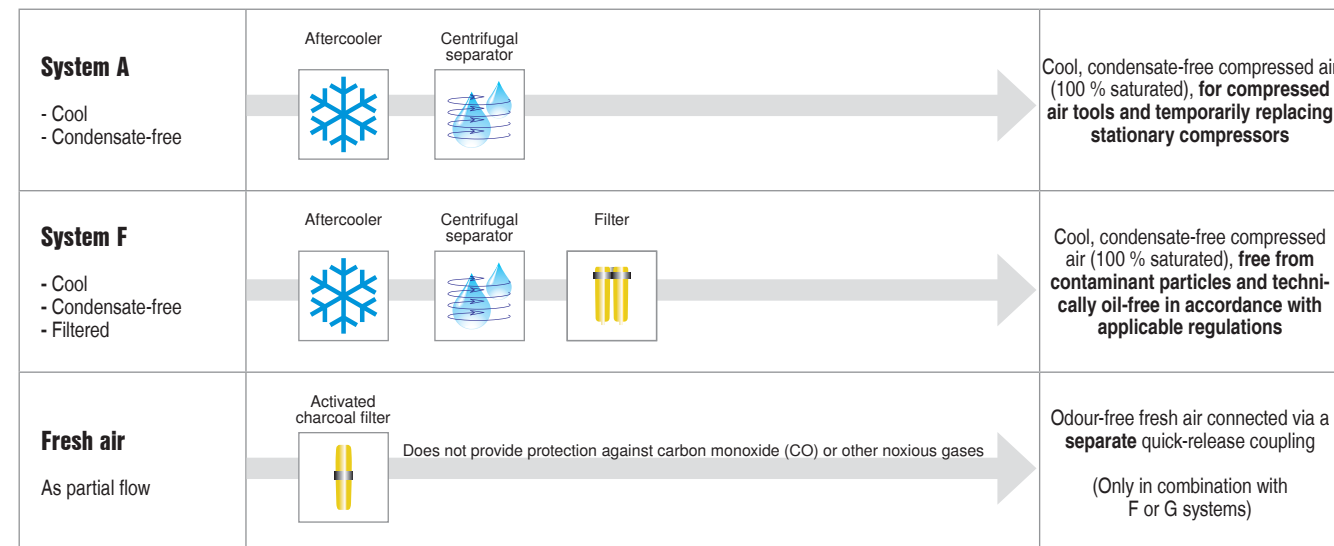 System A
- Cool
- Condensate-free
Aftercooler
Centrifugal
separator
Cool, condensate-free compressed air
(100 % saturated), for compressed
air tools and temporarily replacing
stationary compressors
System F
- Cool
- Condensate-free
- Filtered
Aftercooler
Centrifugal
separator
Filter
Cool, condensate-free compressed
air (100 % saturated), free from
contaminant particles and techni-
cally oil-free in accordance with
applicable regulations
Fresh air
As partial flow
Activated
charcoal filter
Does not provide protection against carbon monoxide (CO) or other noxious gases
Odour-free fresh air connected via a
separate quick-release coupling
(Only in combination with
F or G systems)